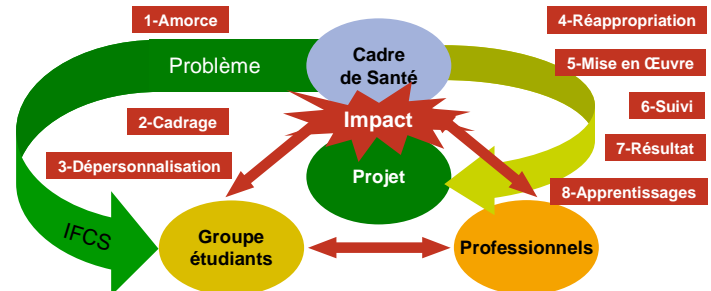 1-Amorce
4-Réappropriation
Problème
Cadre
de Santé
5-Mise en Œuvre
2-Cadrage
Impact
6-Suivi
3-Dépersonnalisation
7-Résultat
Projet
8-Apprentissages
IFCS
Groupe
étudiants
Professionnels